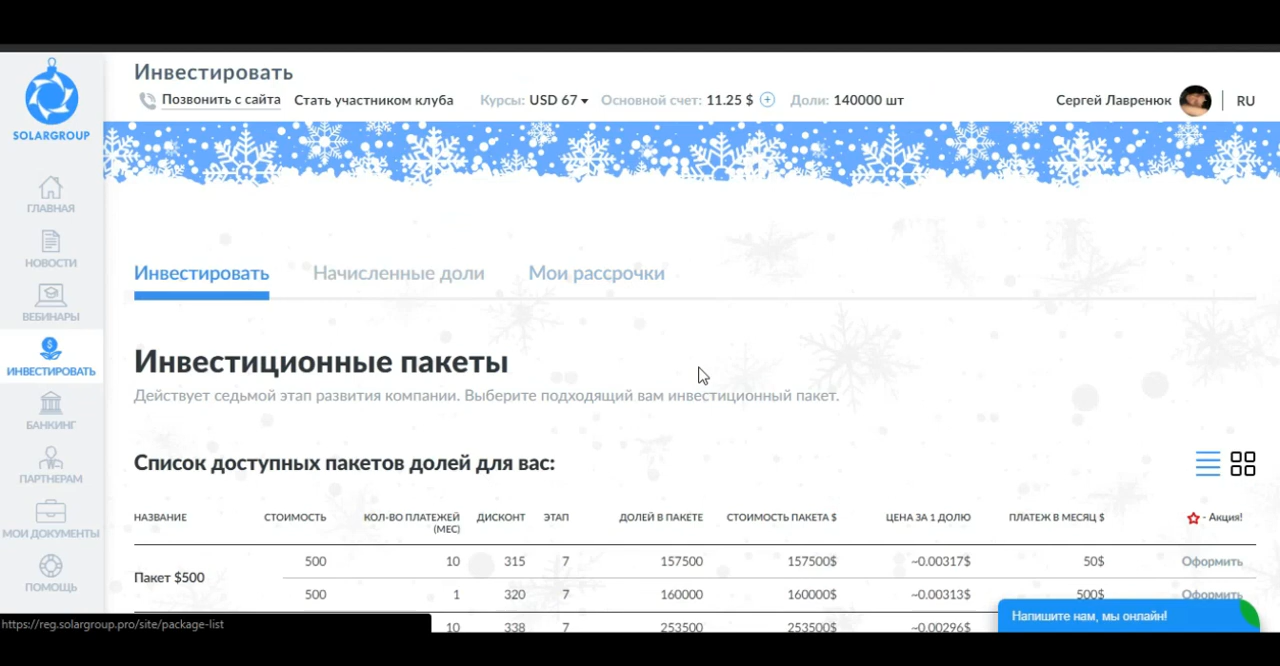 Инвестировать
Позвонить с сайта Стать участником клуба Курсы: USD 67 Основной счет: 11.25 $ Доли: 140000 шт Сергей Лавренюк RU
SOLARGROUP
ГЛАВНАЯ
НОВОСТИ
ВЕБИНАРЫ
ИНВЕСТИРОВАТЬ
БАНКИНГ
ПАРТНЕРАМ
МОИ ДОКУМЕНТЫ
ПОМОЩЬ
Инвестировать Начисленные доли Мои рассрочки
Инвестиционные пакеты
Действует седьмой этап развития компании. Выберите подходящий вам инвестиционный пакет.
Список доступных пакетов долей для вас:
НАЗВАНИЕ СТОИМОСТЬ КОЛ-ВО ПЛАТЕЖЕЙ (МЕС) ДИСКОНТ ЭТАП ДОЛЕЙ В ПАКЕТЕ СТОИМОСТЬ ПАКЕТА $ ЦЕНА ЗА 1 ДОЛЮ ПЛАТЕЖ В МЕСЯЦ $ - Акция!
500 10 315 7 157500 157500$ ~0.00317$ 50$ Оформить
Пакет $500
500 1 320 7 160000 160000$ ~0.00313$ 500$ Оформить
10 338 7 253500 253500$ ~0.00296$
Напишите нам, мы онлайн!
https://reg.solargroup.pro/site/package-list